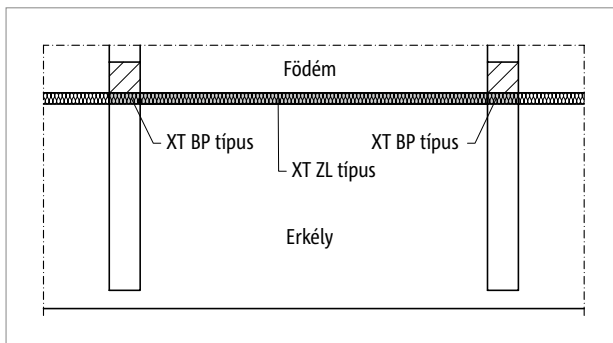 Födém
XT BP típus
XT BP típus
XT ZL típus
Erkély